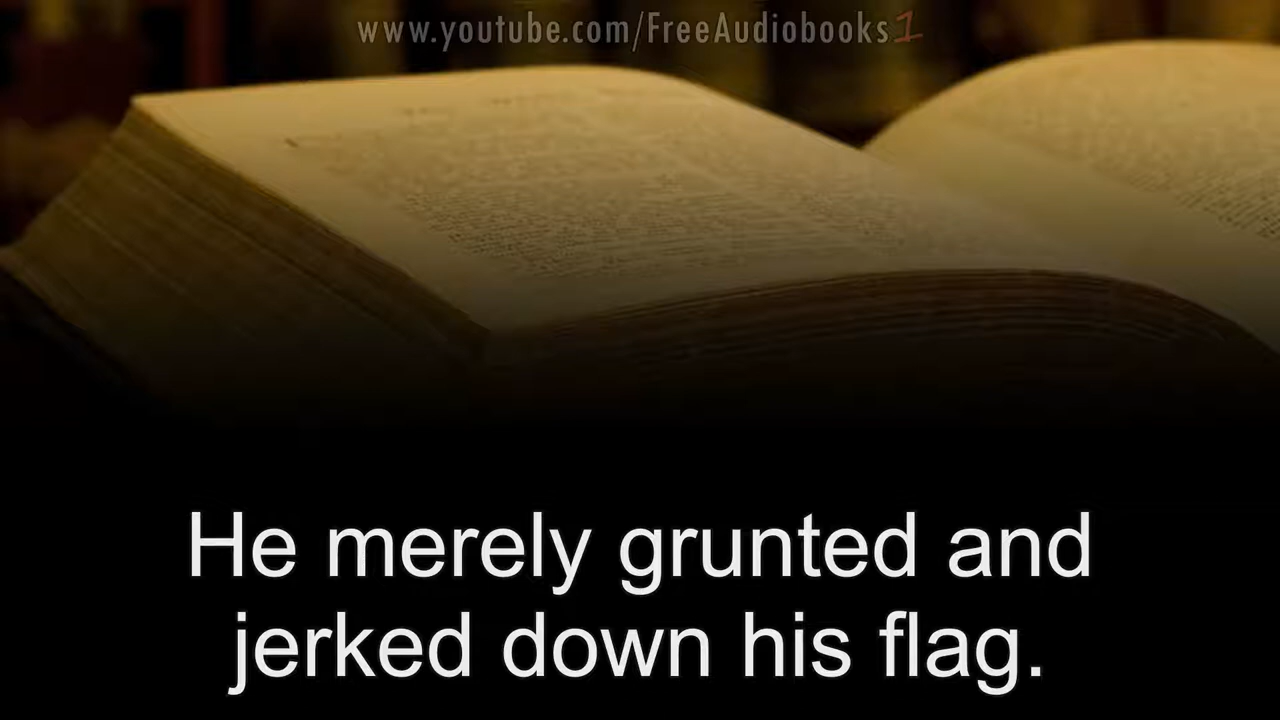 www.youtube.com/FreeAudiobooks1
He merely grunted and
jerked down his flag.